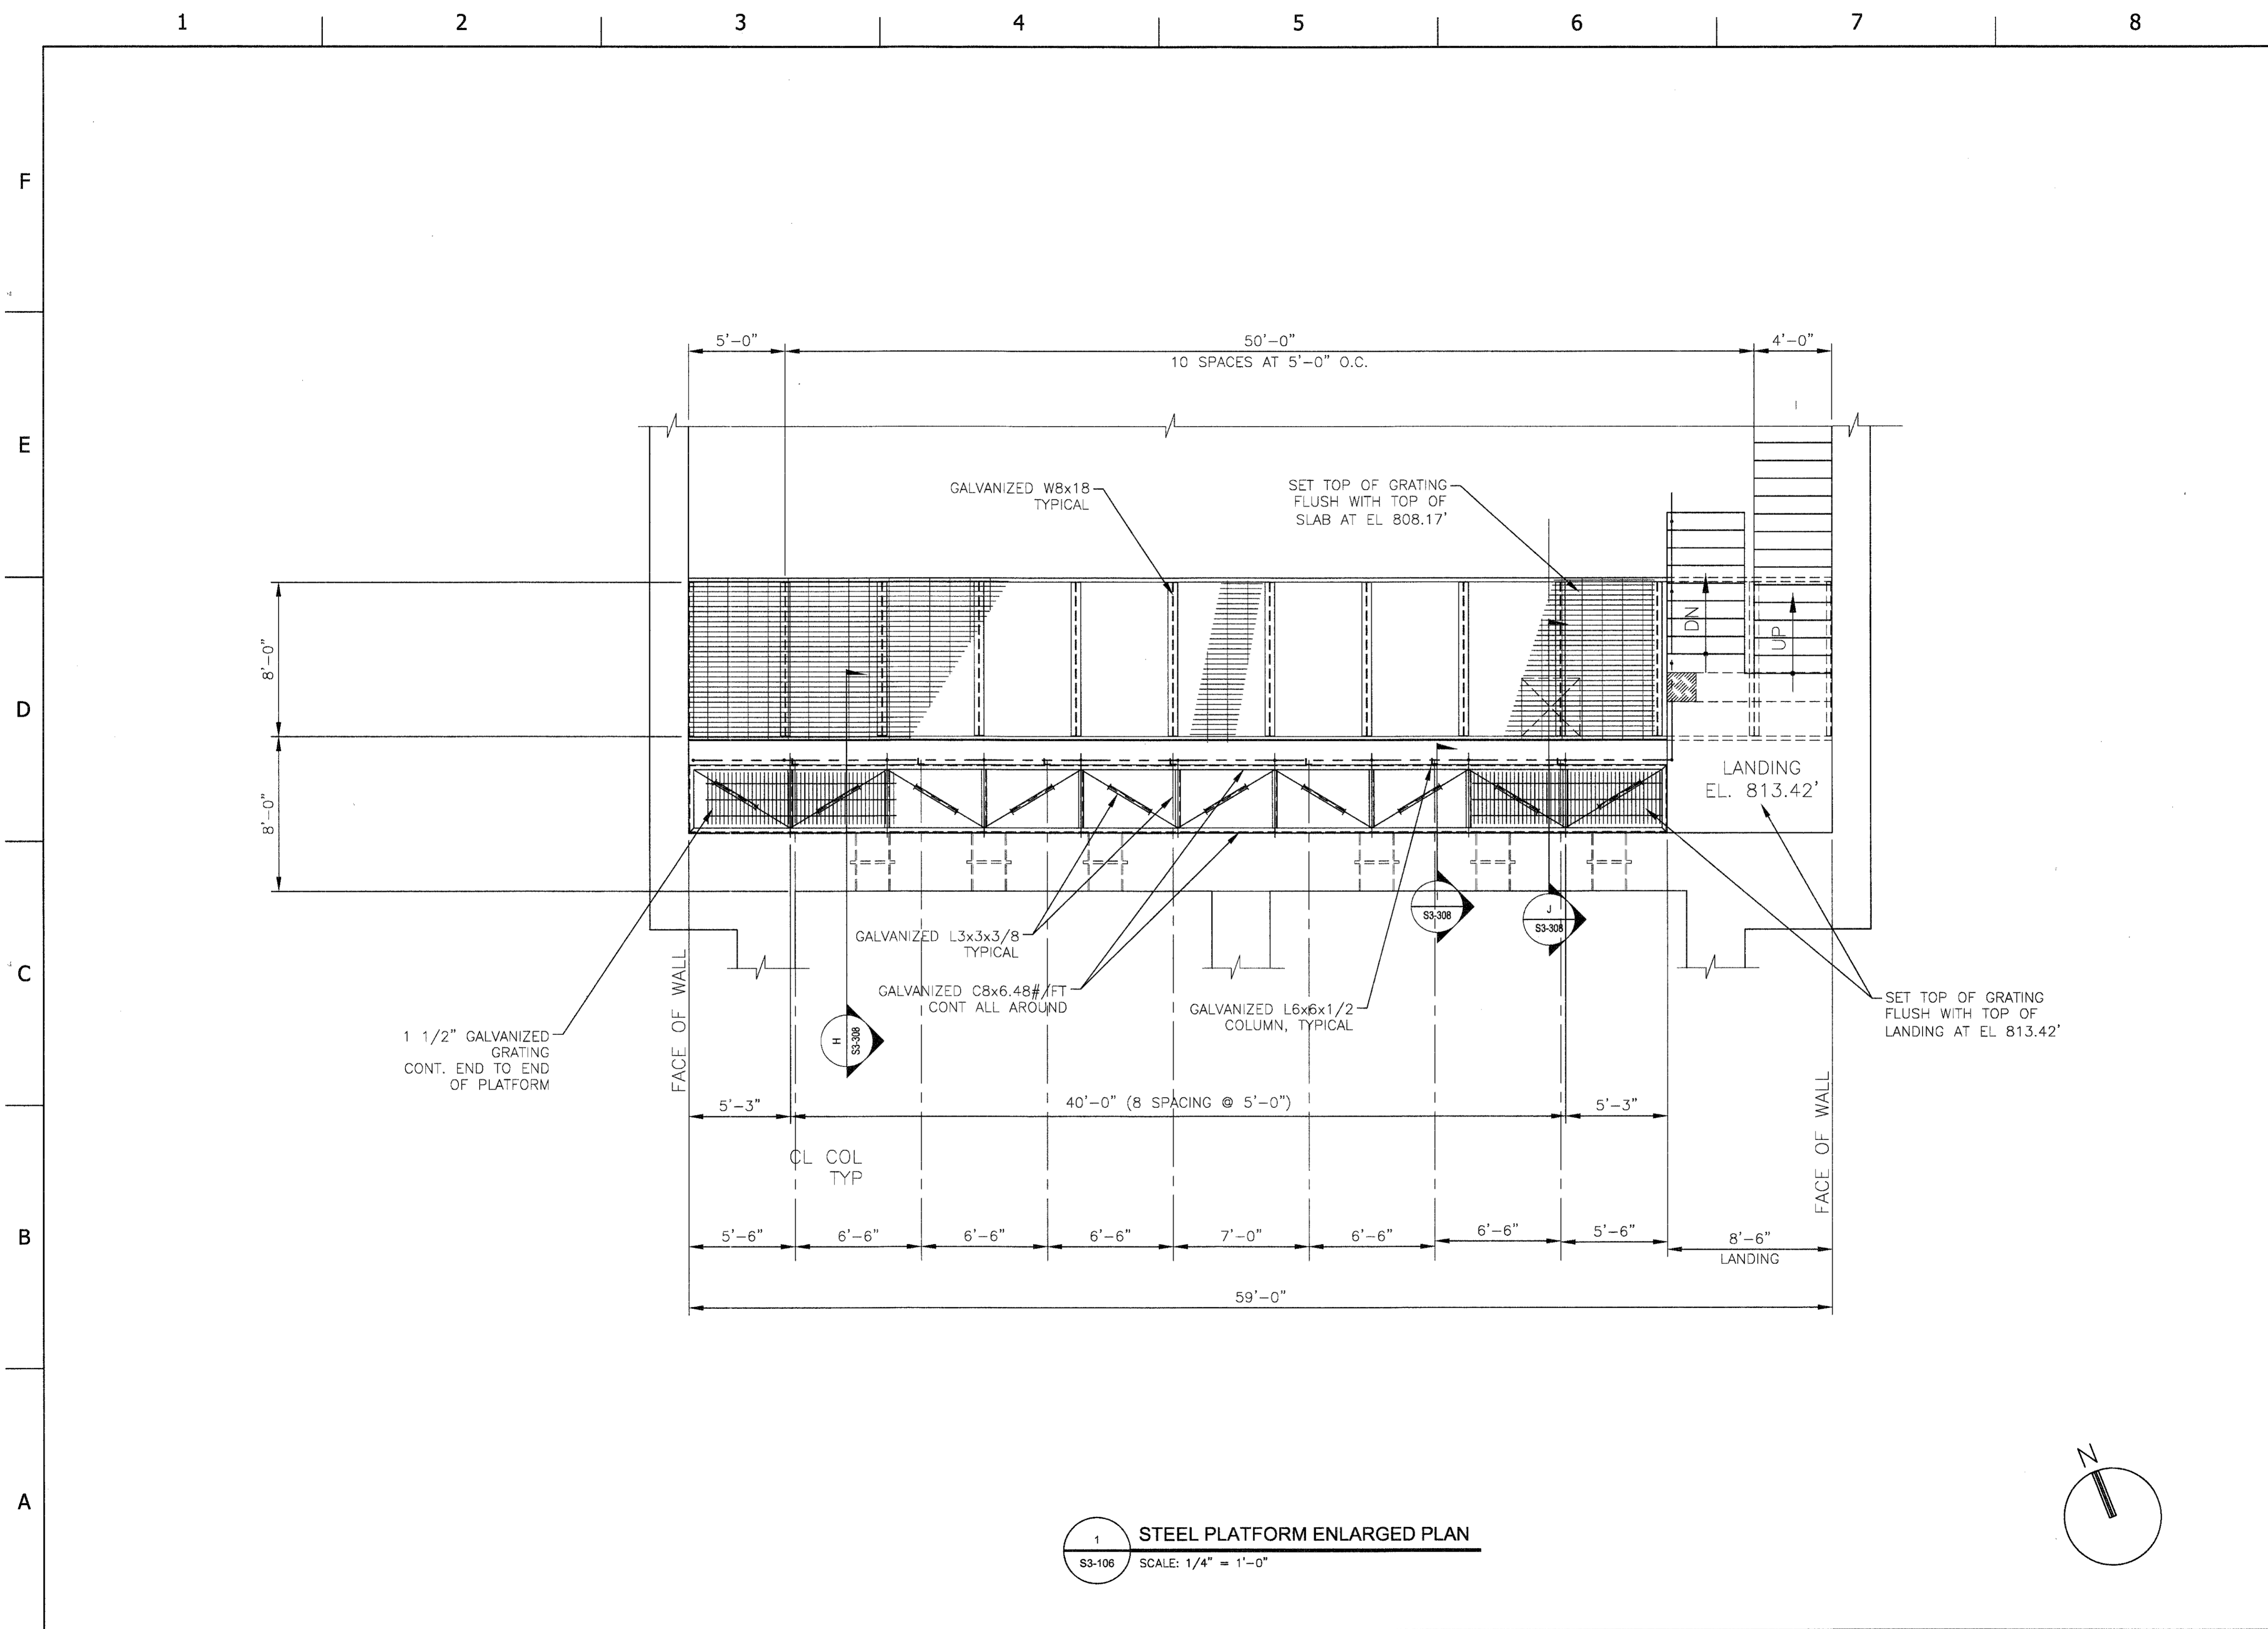 1 2 3 4 5 6 7 8
F
E
D
C
B
A
5'-0"
50'-0"
10 SPACES AT 5'-0" O.C.
4'-0"
GALVANIZED W8x18
TYPICAL
SET TOP OF GRATING
FLUSH WITH TOP OF
SLAB AT EL 808.17'
8'-0"
8'-0"
DN
UP
LANDING
EL. 813.42'
GALVANIZED L3x3x3/8
TYPICAL
GALVANIZED C8x6.48#/FT
CONT ALL AROUND
GALVANIZED L6x6x1/2
COLUMN, TYPICAL
S3-308
J
S3-308
H
S3-308
1 1/2" GALVANIZED
GRATING
CONT. END TO END
OF PLATFORM
FACE OF WALL
SET TOP OF GRATING
FLUSH WITH TOP OF
LANDING AT EL 813.42'
FACE OF WALL
5'-3"
40'-0" (8 SPACING @ 5'-0")
5'-3"
CL COL
TYP
5'-6"
6'-6"
6'-6"
6'-6"
7'-0"
6'-6"
6'-6"
5'-6"
8'-6"
LANDING
59'-0"
N
1
S3-106
STEEL PLATFORM ENLARGED PLAN
SCALE: 1/4" = 1'-0"